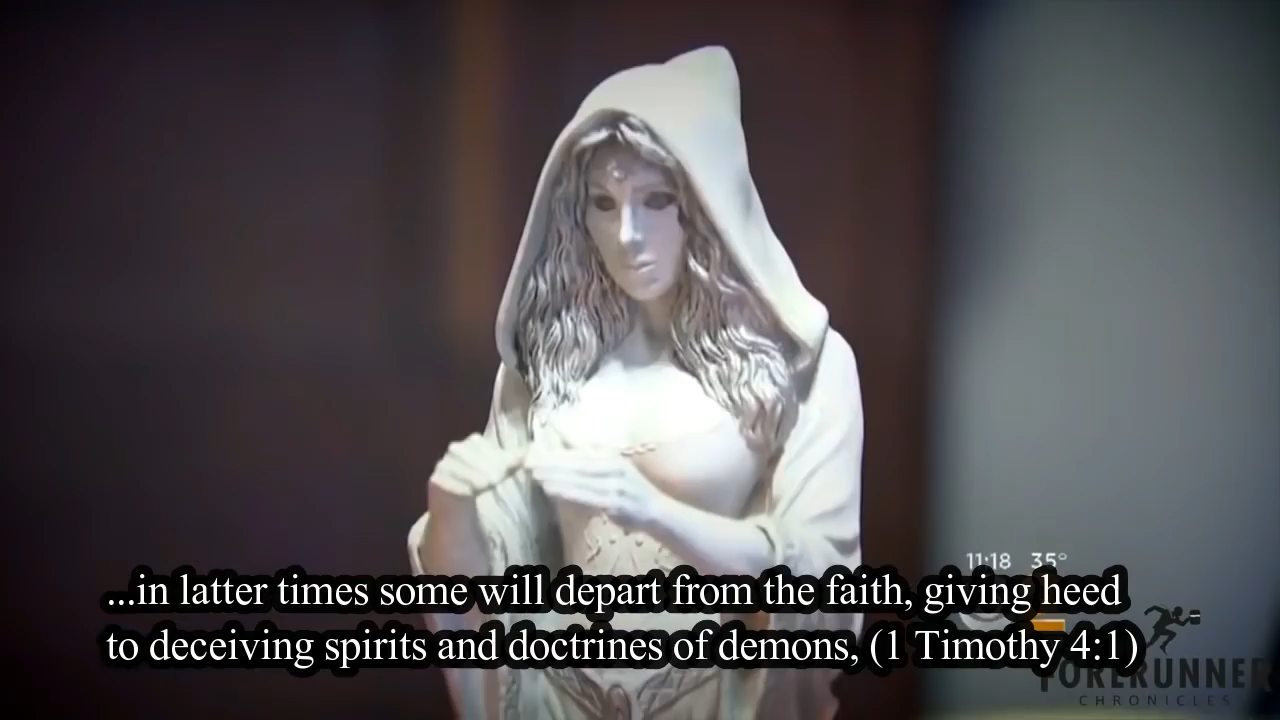 11:18 35°
...in latter times some will depart from the faith, giving heed
to deceiving spirits and doctrines of demons, (1 Timothy 4:1)
FORERUNNER
CHRONICLES